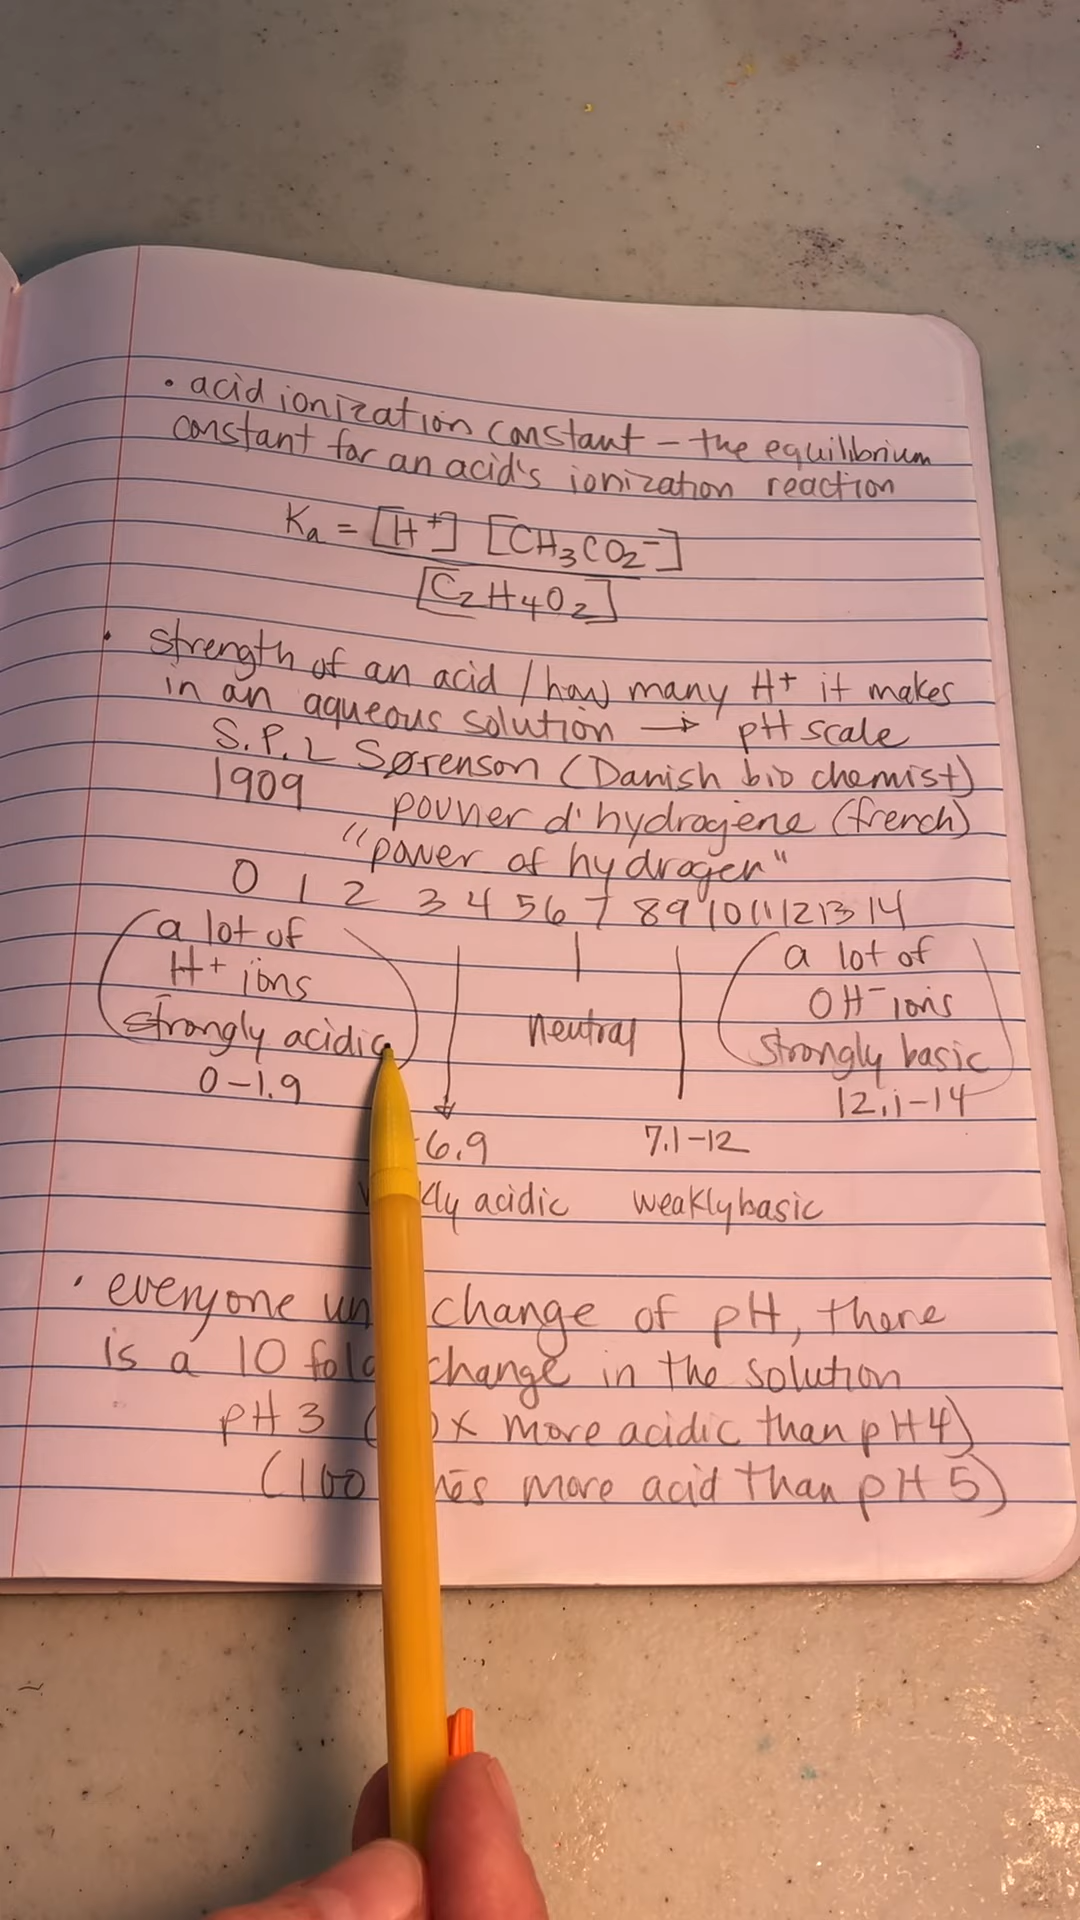 • acid ionization constant – the equilibrium
constant for an acid's ionization reaction
Ka = [H+] [CH3CO2−]
[C2H4O2]
• strength of an acid / how many H+ it makes
in an aqueous solution → pH scale
S.P.L Sørenson (Danish bio chemist)
1909 pouver d'hydrogène (french)
"power of hydrogen"
0 1 2 3 4 5 6 7 8 9 10 11 12 13 14
a lot of a lot of
H+ ions OH− ions
strongly acidic neutral strongly basic
0-1.9 12.1-14
-6.9 7.1-12
kly acidic weakly basic
• everyone un change of pH, there
is a 10 fold change in the solution
pH 3 ( x more acidic than pH 4)
(100 more acid than pH 5)